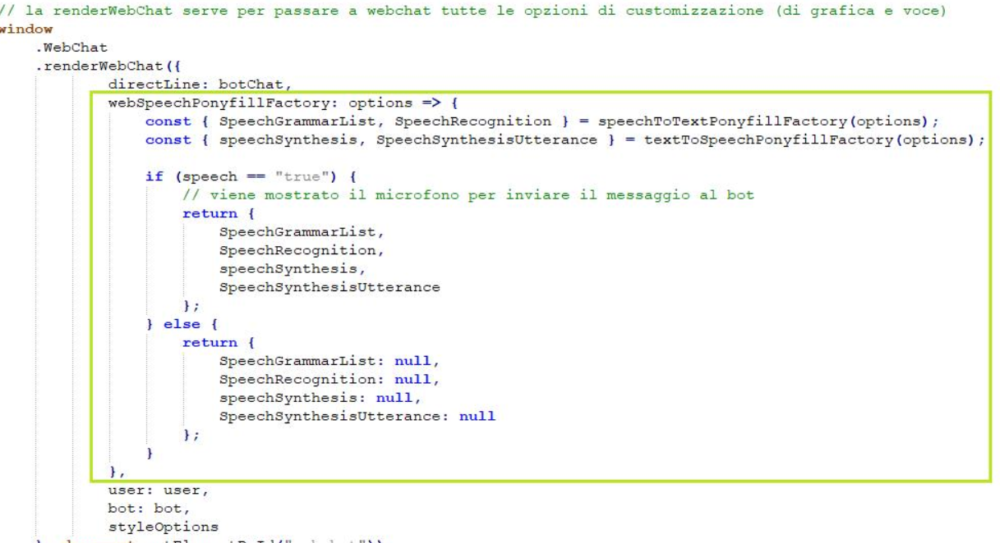 // la renderWebChat serve per passare a webchat tutte le opzioni di customizzazione (di grafica e voce)
window
.WebChat
.renderWebChat({
directLine: botChat,
webSpeechPonyfillFactory: options => {
const { SpeechGrammarList, SpeechRecognition } = speechToTextPonyfillFactory(options);
const { speechSynthesis, SpeechSynthesisUtterance } = textToSpeechPonyfillFactory(options);
if (speech == "true") {
// viene mostrato il microfono per inviare il messaggio al bot
return {
SpeechGrammarList,
SpeechRecognition,
speechSynthesis,
SpeechSynthesisUtterance
};
} else {
return {
SpeechGrammarList: null,
SpeechRecognition: null,
speechSynthesis: null,
SpeechSynthesisUtterance: null
};
}
},
user: user,
bot: bot,
styleOptions